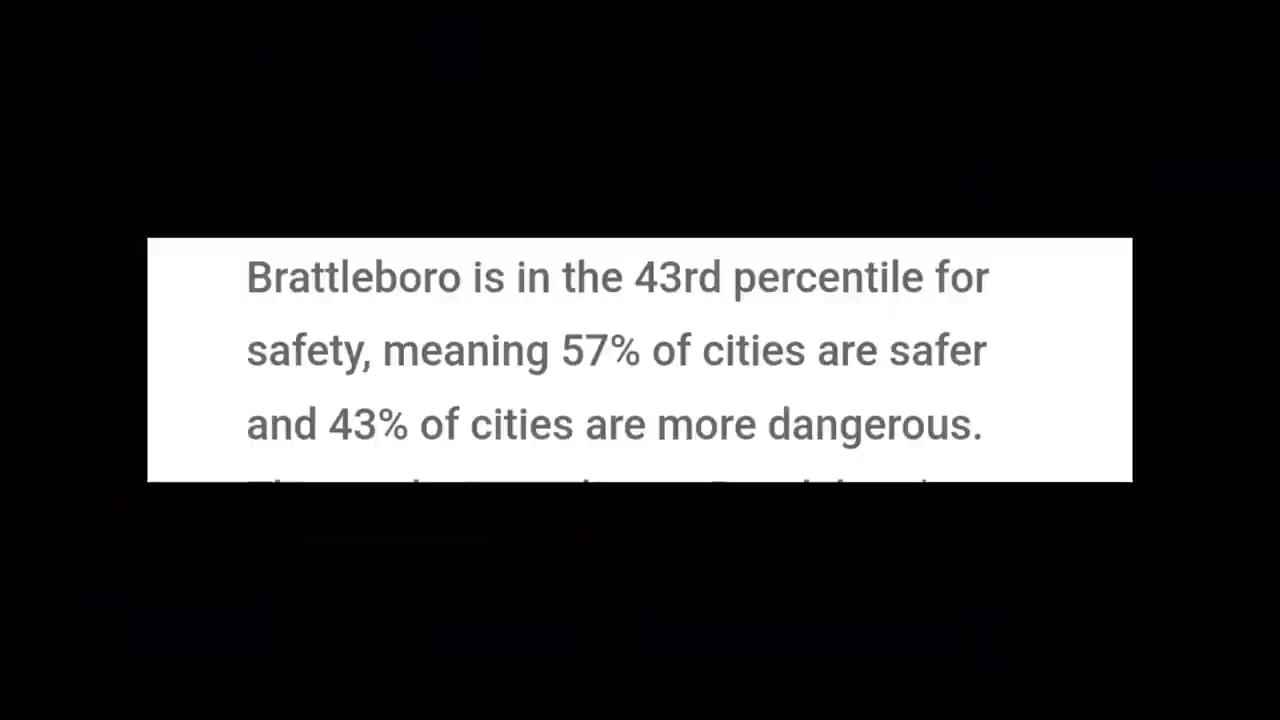 Brattleboro is in the 43rd percentile for
safety, meaning 57% of cities are safer
and 43% of cities are more dangerous.